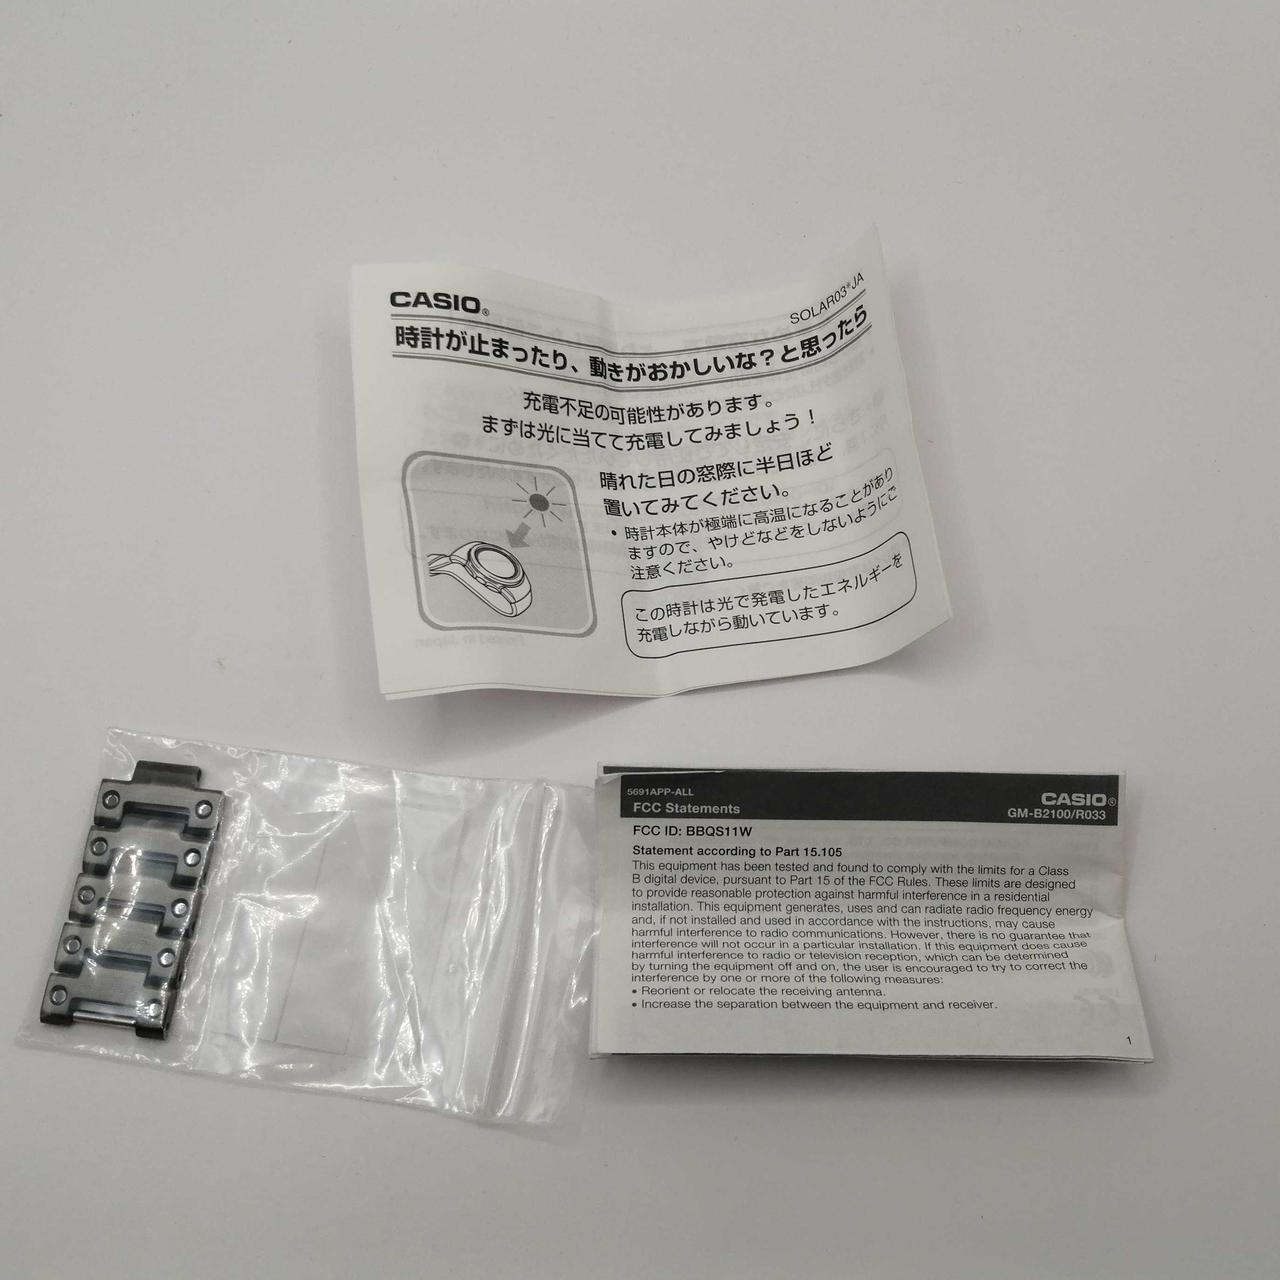 CASIO®
SOLAR03*JA
時計が止まったり、動きがおかしいな？と思ったら
充電不足の可能性があります。
まずは光に当てて充電してみましょう！
晴れた日の窓際に半日ほど
置いてみてください。
• 時計本体が極端に高温になることがあり
ますので、やけどなどをしないようにご
注意ください。
この時計は光で発電したエネルギーを
充電しながら動いています。
Printed in Japan
5691APP-ALL
FCC Statements
CASIO®
GM-B2100/R033
FCC ID: BBQS11W
Statement according to Part 15.105
This equipment has been tested and found to comply with the limits for a Class
B digital device, pursuant to Part 15 of the FCC Rules. These limits are designed
to provide reasonable protection against harmful interference in a residential
installation. This equipment generates, uses and can radiate radio frequency energy
and, if not installed and used in accordance with the instructions, may cause
harmful interference to radio communications. However, there is no guarantee that
interference will not occur in a particular installation. If this equipment does cause
harmful interference to radio or television reception, which can be determined
by turning the equipment off and on, the user is encouraged to try to correct the
interference by one or more of the following measures:
• Reorient or relocate the receiving antenna.
• Increase the separation between the equipment and receiver.
1